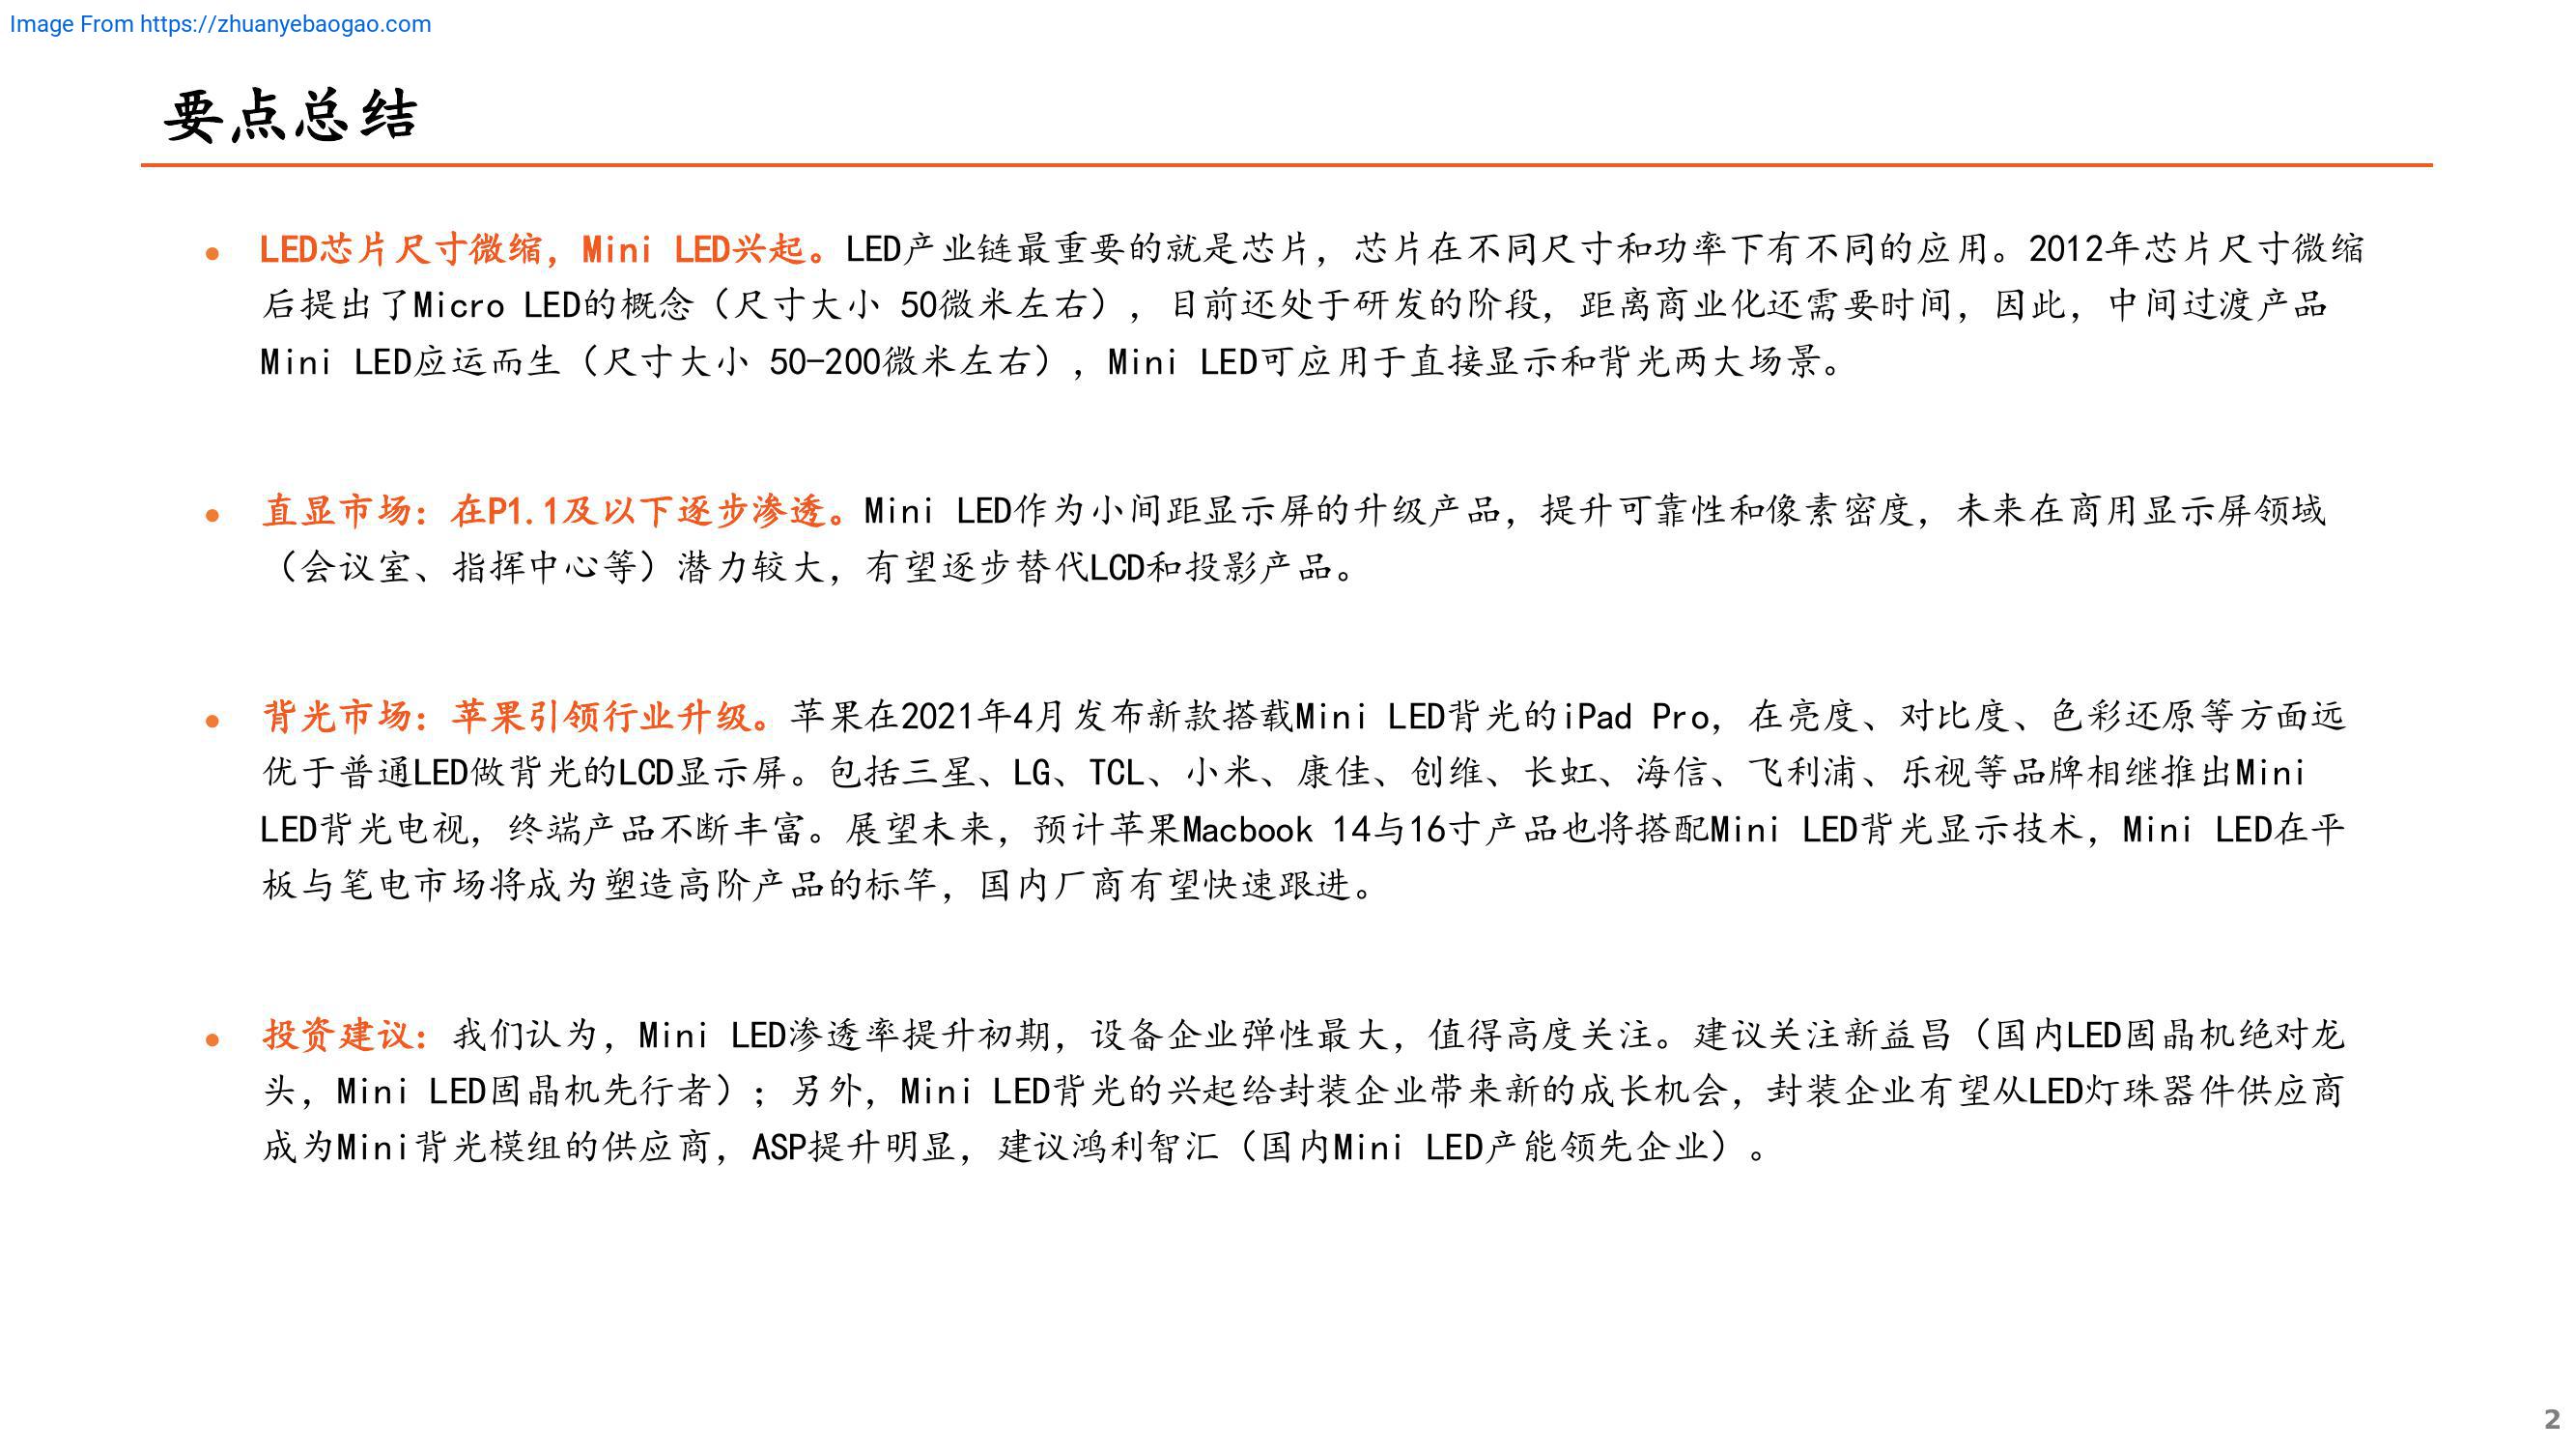 Image From https://zhuanyebaogao.com
要点总结
• LED芯片尺寸微缩，Mini LED兴起。LED产业链最重要的就是芯片，芯片在不同尺寸和功率下有不同的应用。2012年芯片尺寸微缩
后提出了Micro LED的概念（尺寸大小 50微米左右），目前还处于研发的阶段，距离商业化还需要时间，因此，中间过渡产品
Mini LED应运而生（尺寸大小 50-200微米左右），Mini LED可应用于直接显示和背光两大场景。
• 直显市场：在P1.1及以下逐步渗透。Mini LED作为小间距显示屏的升级产品，提升可靠性和像素密度，未来在商用显示屏领域
（会议室、指挥中心等）潜力较大，有望逐步替代LCD和投影产品。
• 背光市场：苹果引领行业升级。苹果在2021年4月发布新款搭载Mini LED背光的iPad Pro，在亮度、对比度、色彩还原等方面远
优于普通LED做背光的LCD显示屏。包括三星、LG、TCL、小米、康佳、创维、长虹、海信、飞利浦、乐视等品牌相继推出Mini
LED背光电视，终端产品不断丰富。展望未来，预计苹果Macbook 14与16寸产品也将搭配Mini LED背光显示技术，Mini LED在平
板与笔电市场将成为塑造高阶产品的标竿，国内厂商有望快速跟进。
• 投资建议：我们认为，Mini LED渗透率提升初期，设备企业弹性最大，值得高度关注。建议关注新益昌（国内LED固晶机绝对龙
头，Mini LED固晶机先行者）；另外，Mini LED背光的兴起给封装企业带来新的成长机会，封装企业有望从LED灯珠器件供应商
成为Mini背光模组的供应商，ASP提升明显，建议鸿利智汇（国内Mini LED产能领先企业）。
2